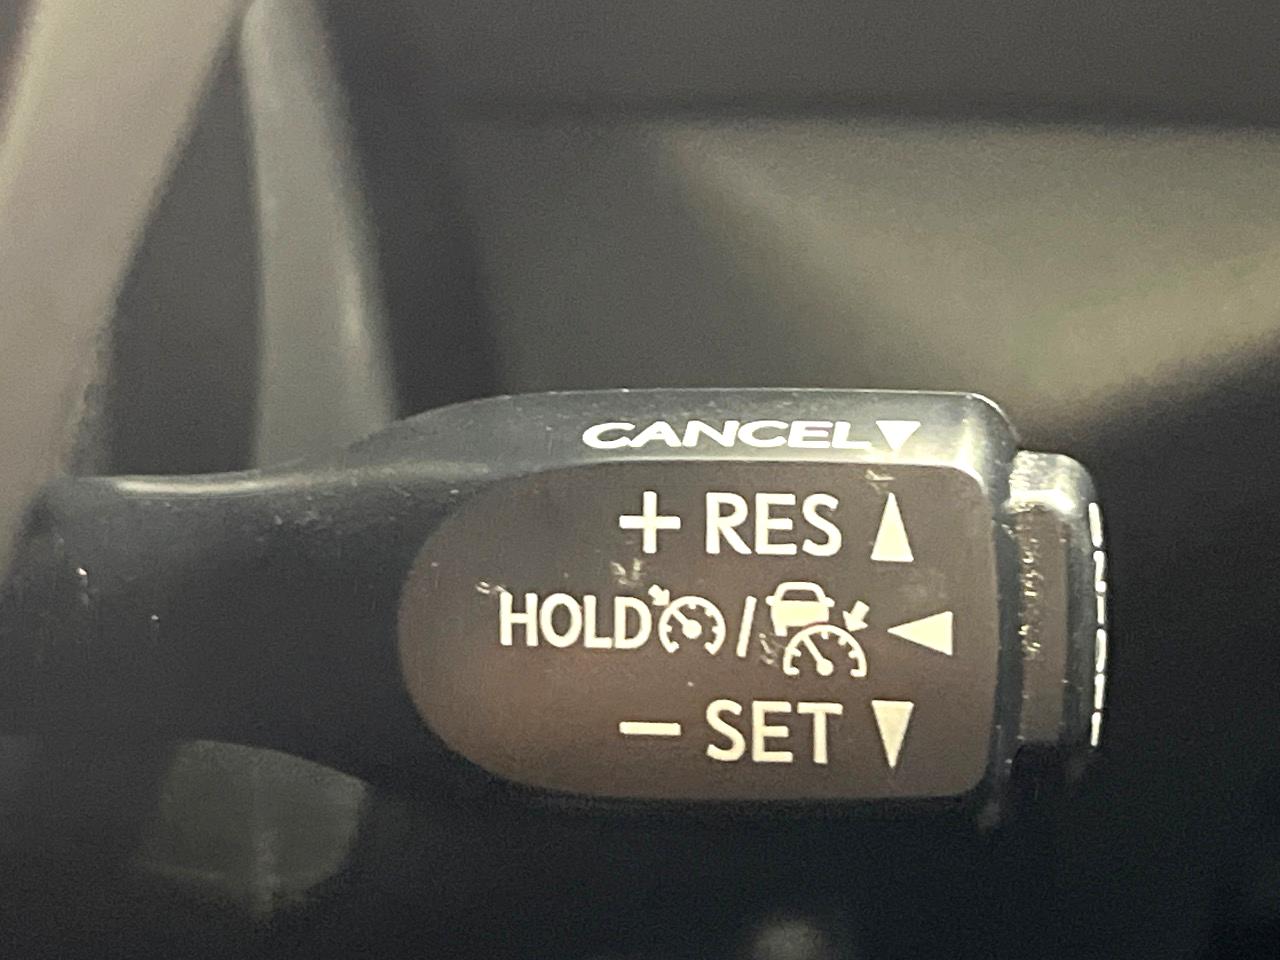 CANCEL
+ RES
HOLD /
– SET